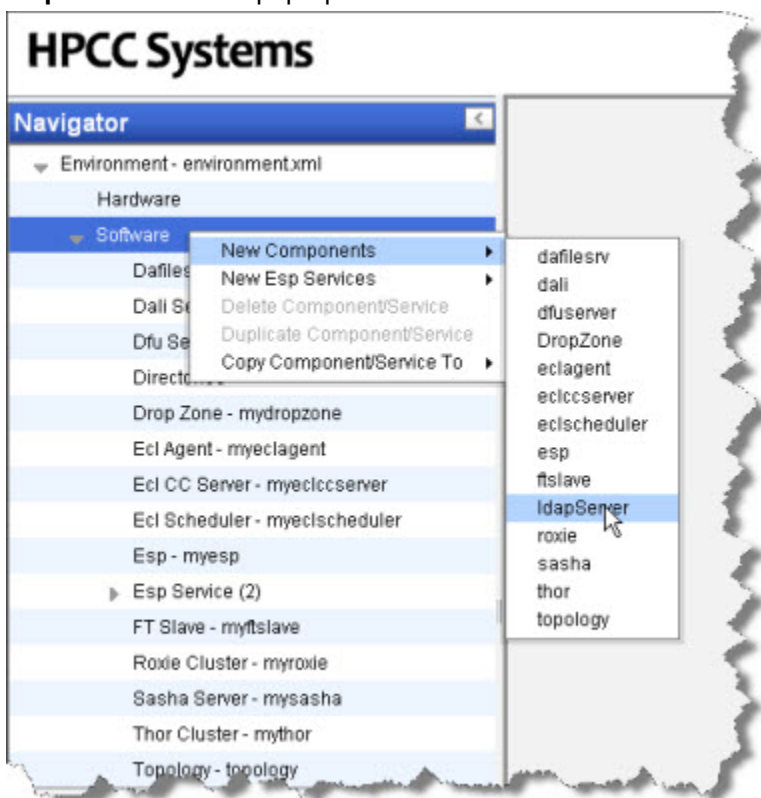 HPCC Systems
Navigator
Environment - environment.xml
Hardware
Software
New Components
New Esp Services
Delete Component/Service
Duplicate Component/Service
Copy Component/Service To
dafilesrv
dali
dfuserver
DropZone
eclagent
eclccserver
eclscheduler
esp
ftslave
ldapServer
roxie
sasha
thor
topology
Dafiles
Dali Se
Dfu Se
Drop Zone - mydropzone
Ecl Agent - myeclagent
Ecl CC Server - myeclccserver
Ecl Scheduler - myeclscheduler
Esp - myesp
Esp Service (2)
FT Slave - myftslave
Roxie Cluster - myroxie
Sasha Server - mysasha
Thor Cluster - mythor
Topology - topology